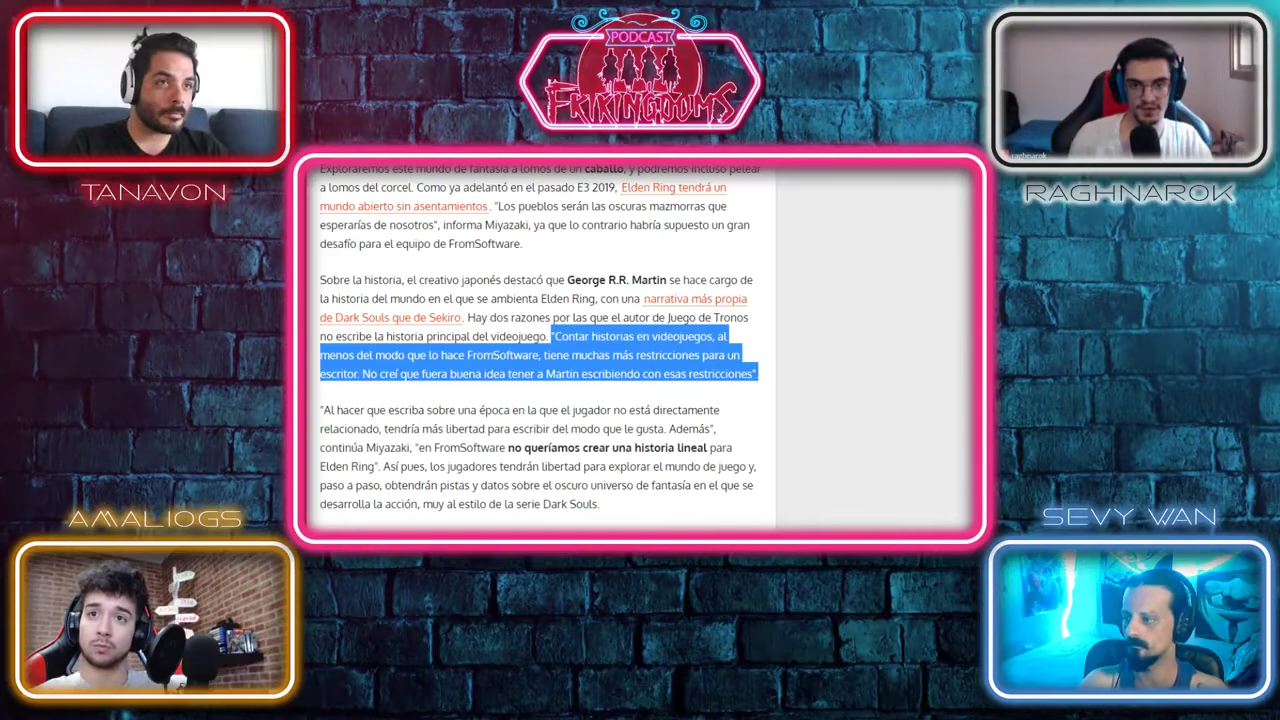 PODCAST
FRIKINGDOMS
TANAVON
RAGHNAROK
raghnarok
Exploraremos este mundo de fantasía a lomos de un caballo, y podremos incluso pelear
a lomos del corcel. Como ya adelantó en el pasado E3 2019, Elden Ring tendrá un
mundo abierto sin asentamientos. "Los pueblos serán las oscuras mazmorras que
esperarías de nosotros", informa Miyazaki, ya que lo contrario habría supuesto un gran
desafío para el equipo de FromSoftware.
Sobre la historia, el creativo japonés destacó que George R.R. Martin se hace cargo de
la historia del mundo en el que se ambienta Elden Ring, con una narrativa más propia
de Dark Souls que de Sekiro. Hay dos razones por las que el autor de Juego de Tronos
no escribe la historia principal del videojuego. "Contar historias en videojuegos, al
menos del modo que lo hace FromSoftware, tiene muchas más restricciones para un
escritor. No creí que fuera buena idea tener a Martin escribiendo con esas restricciones"
"Al hacer que escriba sobre una época en la que el jugador no está directamente
relacionado, tendría más libertad para escribir del modo que le gusta. Además",
continúa Miyazaki, "en FromSoftware no queríamos crear una historia lineal para
Elden Ring". Así pues, los jugadores tendrán libertad para explorar el mundo de juego y,
paso a paso, obtendrán pistas y datos sobre el oscuro universo de fantasía en el que se
desarrolla la acción, muy al estilo de la serie Dark Souls.
AMALIOGS
SEVY WAN